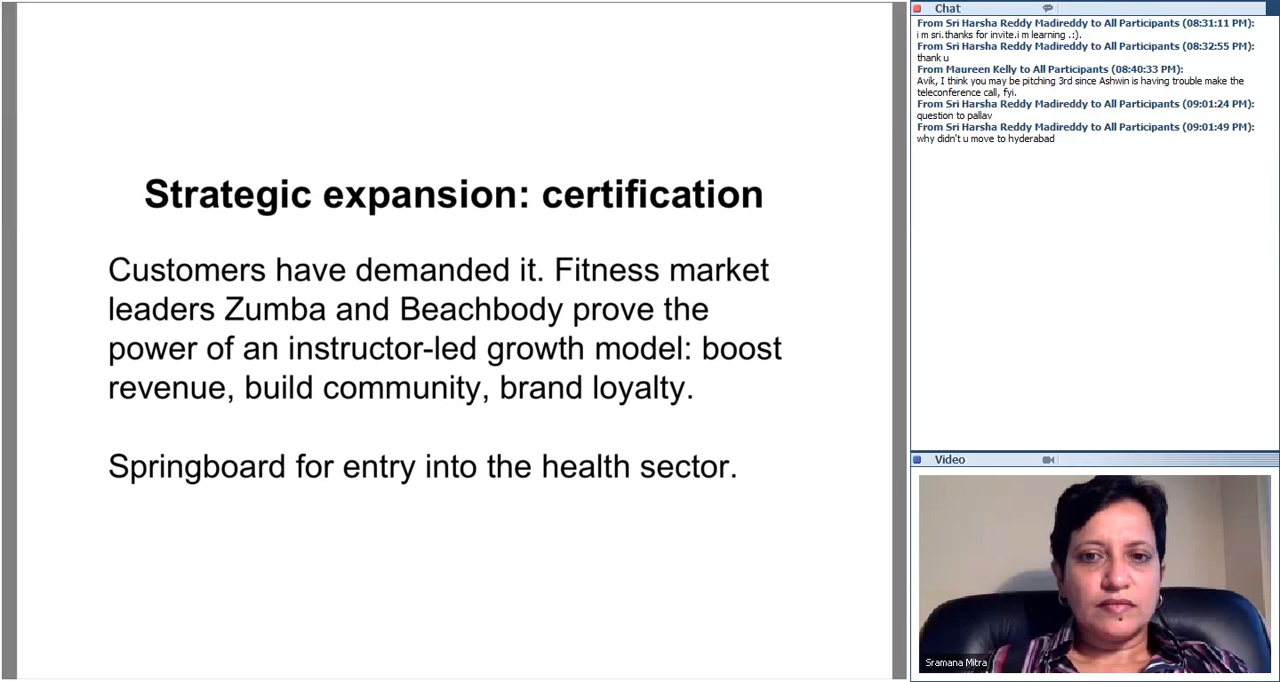 Strategic expansion: certification
Customers have demanded it. Fitness market
leaders Zumba and Beachbody prove the
power of an instructor-led growth model: boost
revenue, build community, brand loyalty.
Springboard for entry into the health sector.
Chat
From Sri Harsha Reddy Madireddy to All Participants (08:31:11 PM):
i m sri.thanks for invite.i m learning .:).
From Sri Harsha Reddy Madireddy to All Participants (08:32:55 PM):
thank u
From Maureen Kelly to All Participants (08:40:33 PM):
Avik, I think you may be pitching 3rd since Ashwin is having trouble make the
teleconference call, fyi.
From Sri Harsha Reddy Madireddy to All Participants (09:01:24 PM):
question to pallav
From Sri Harsha Reddy Madireddy to All Participants (09:01:49 PM):
why didn't u move to hyderabad
Video
Sramana Mitra